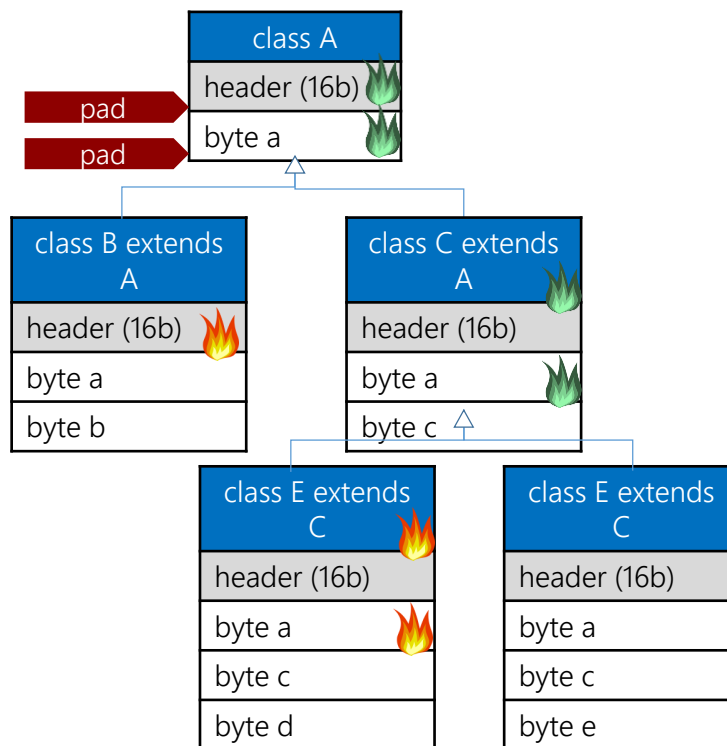 class A
header (16b)
pad
byte a
pad
class B extends
A
header (16b)
byte a
byte b
class C extends
A
header (16b)
byte a
byte c
class E extends
C
header (16b)
byte a
byte c
byte d
class E extends
C
header (16b)
byte a
byte c
byte e